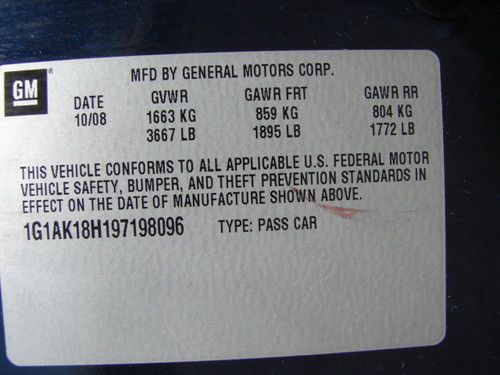 MFD BY GENERAL MOTORS CORP.
GM ®
DATE GVWR GAWR FRT GAWR RR
10/08 1663 KG 859 KG 804 KG
3667 LB 1895 LB 1772 LB
THIS VEHICLE CONFORMS TO ALL APPLICABLE U.S. FEDERAL MOTOR
VEHICLE SAFETY, BUMPER, AND THEFT PREVENTION STANDARDS IN
EFFECT ON THE DATE OF MANUFACTURE SHOWN ABOVE.
1G1AK18H197198096 TYPE: PASS CAR